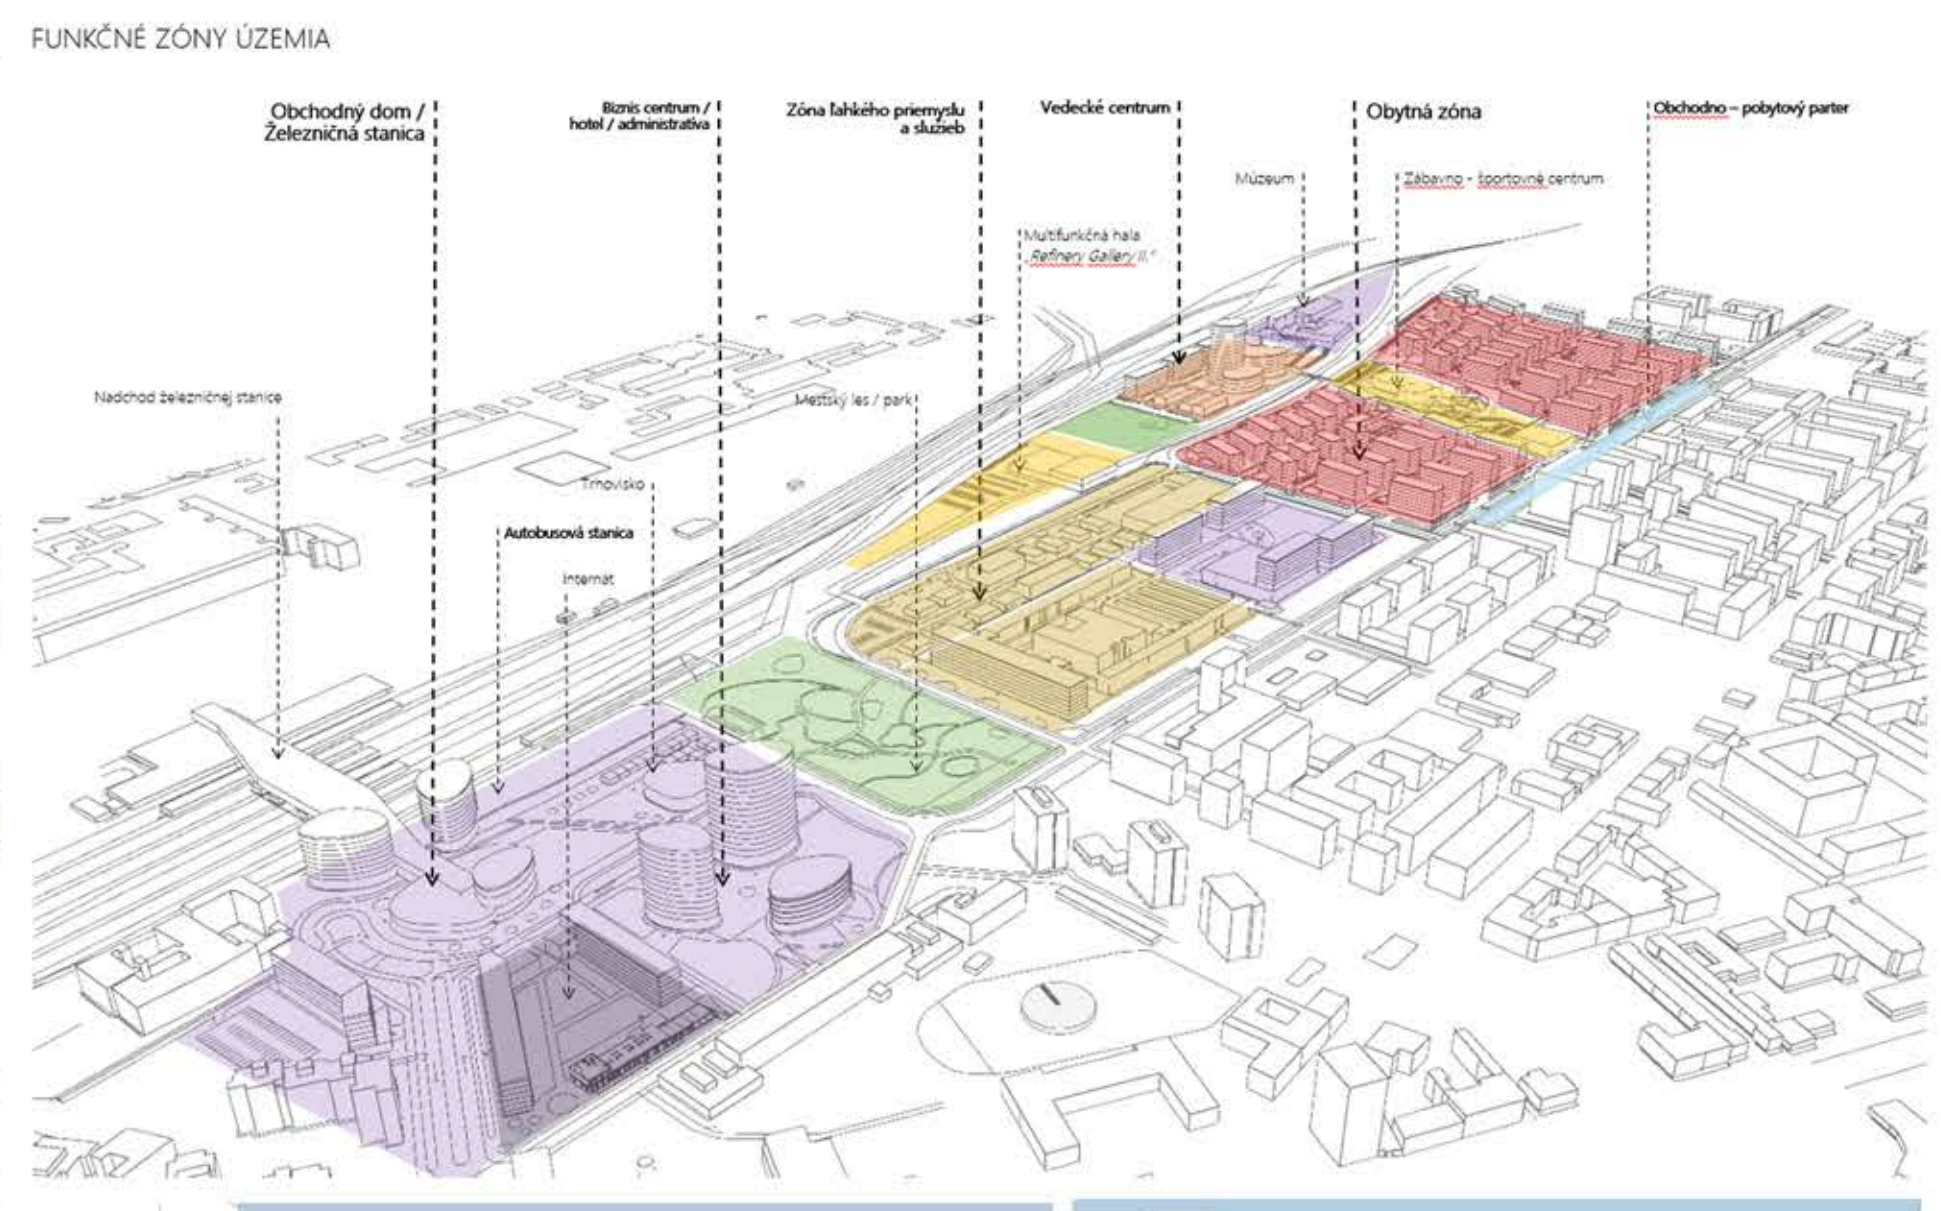 FUNKČNÉ ZÓNY ÚZEMIA
Obchodný dom /
Železničná stanica
Biznis centrum /
hotel / administratíva
Zóna ľahkého priemyslu
a služieb
Vedecké centrum
Obytná zóna
Obchodno – pobytový parter
Múzeum
Zábavno - športovné centrum
Multifunkčná hala
„Refinery Gallery II.“
Nadchod železničnej stanice
Mestský les / park
Trhovisko
Autobusová stanica
Internát